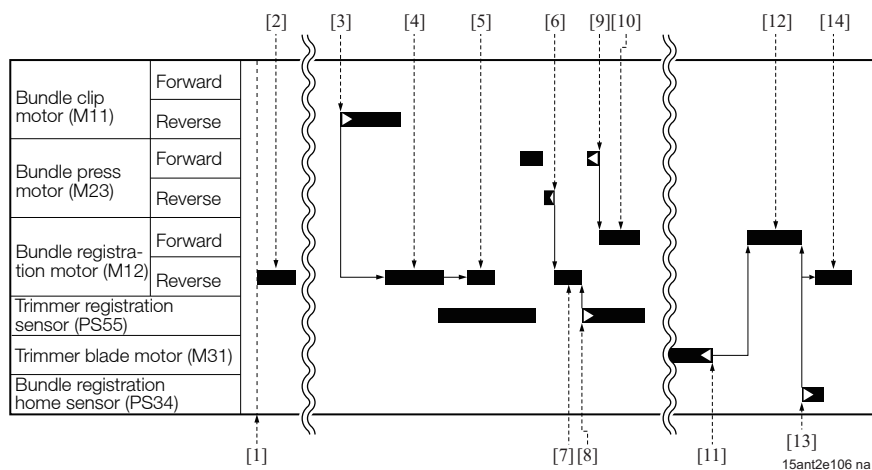 [2] [3] [4] [5] [6] [9] [10] [12] [14]
Bundle clip
motor (M11)
Forward
Reverse
Bundle press
motor (M23)
Forward
Reverse
Bundle registra-
tion motor (M12)
Forward
Reverse
Trimmer registration
sensor (PS55)
Trimmer blade motor (M31)
Bundle registration
home sensor (PS34)
[1] [7] [8] [11] [13]
15ant2e106 na